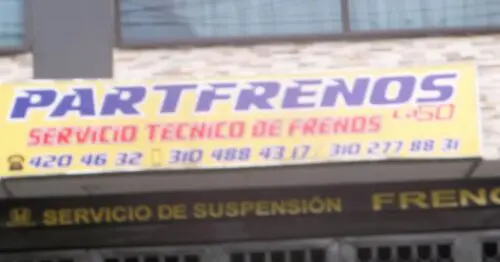 PARTFRENOS
SERVICIO TECNICO DE FRENOS
420 46 32 310 488 43 17 / 310 277 88 31
SERVICIO DE SUSPENSIÓN FRENO